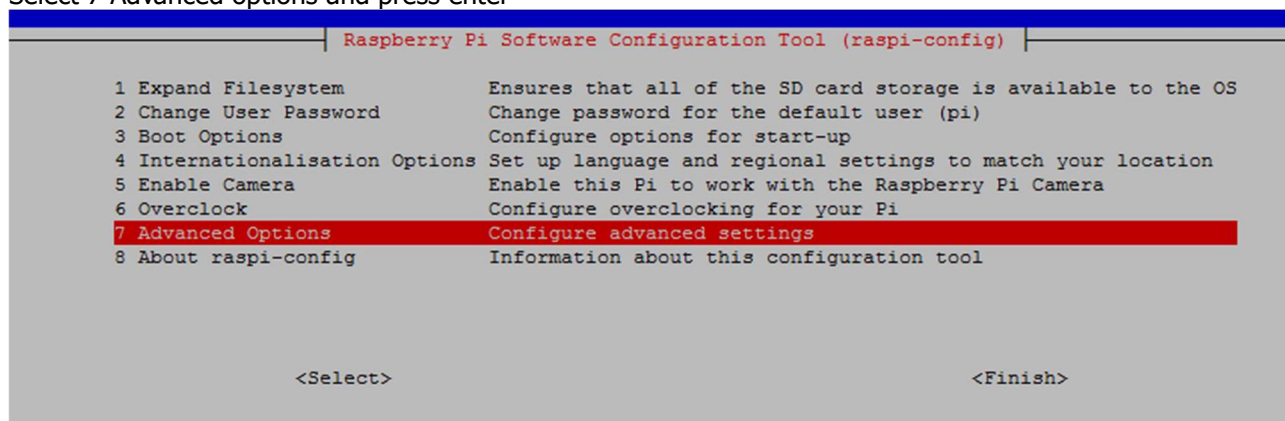 Select 7 Advanced options and press enter
Raspberry Pi Software Configuration Tool (raspi-config)
1 Expand Filesystem Ensures that all of the SD card storage is available to the OS
2 Change User Password Change password for the default user (pi)
3 Boot Options Configure options for start-up
4 Internationalisation Options Set up language and regional settings to match your location
5 Enable Camera Enable this Pi to work with the Raspberry Pi Camera
6 Overclock Configure overclocking for your Pi
7 Advanced Options Configure advanced settings
8 About raspi-config Information about this configuration tool
<Select> <Finish>